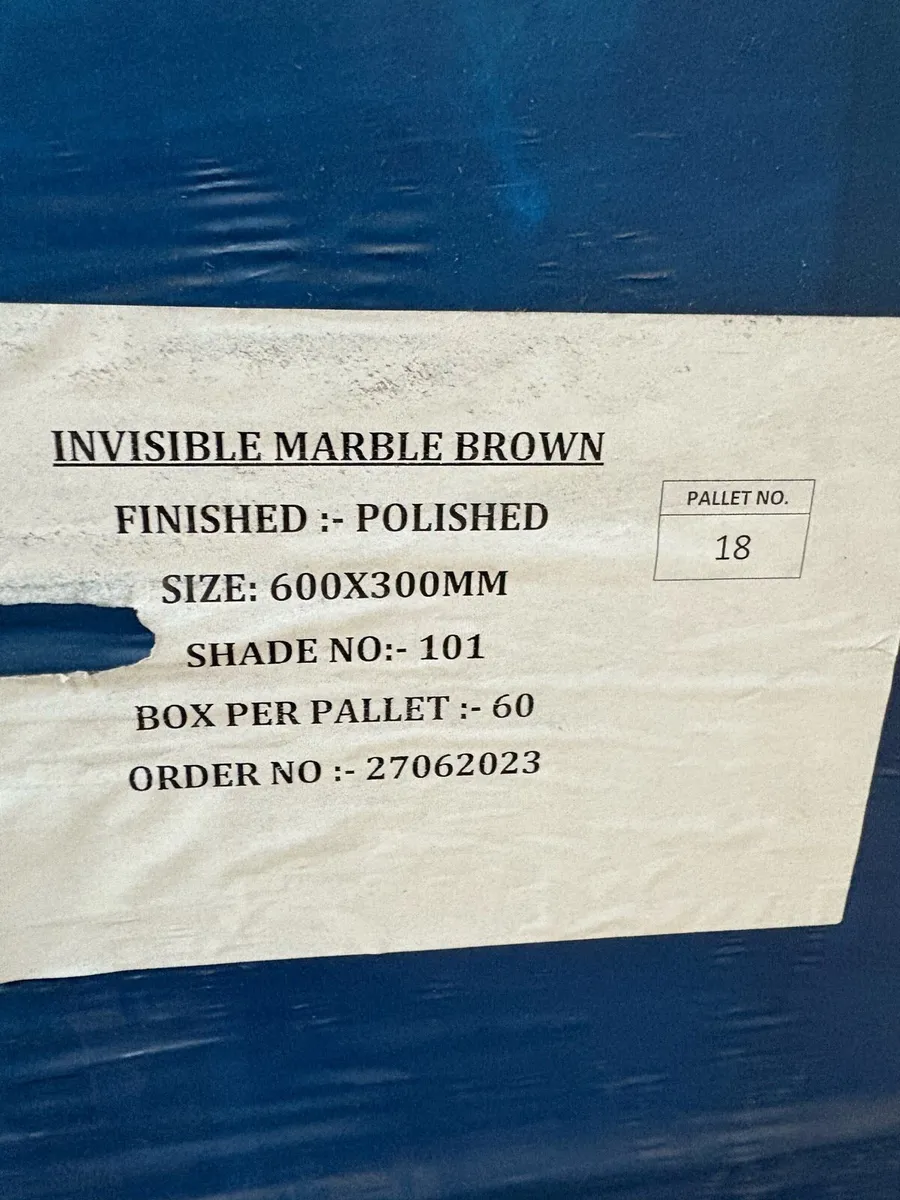 INVISIBLE MARBLE BROWN
FINISHED :- POLISHED
SIZE: 600X300MM
SHADE NO:- 101
BOX PER PALLET :- 60
ORDER NO :- 27062023
PALLET NO.
18